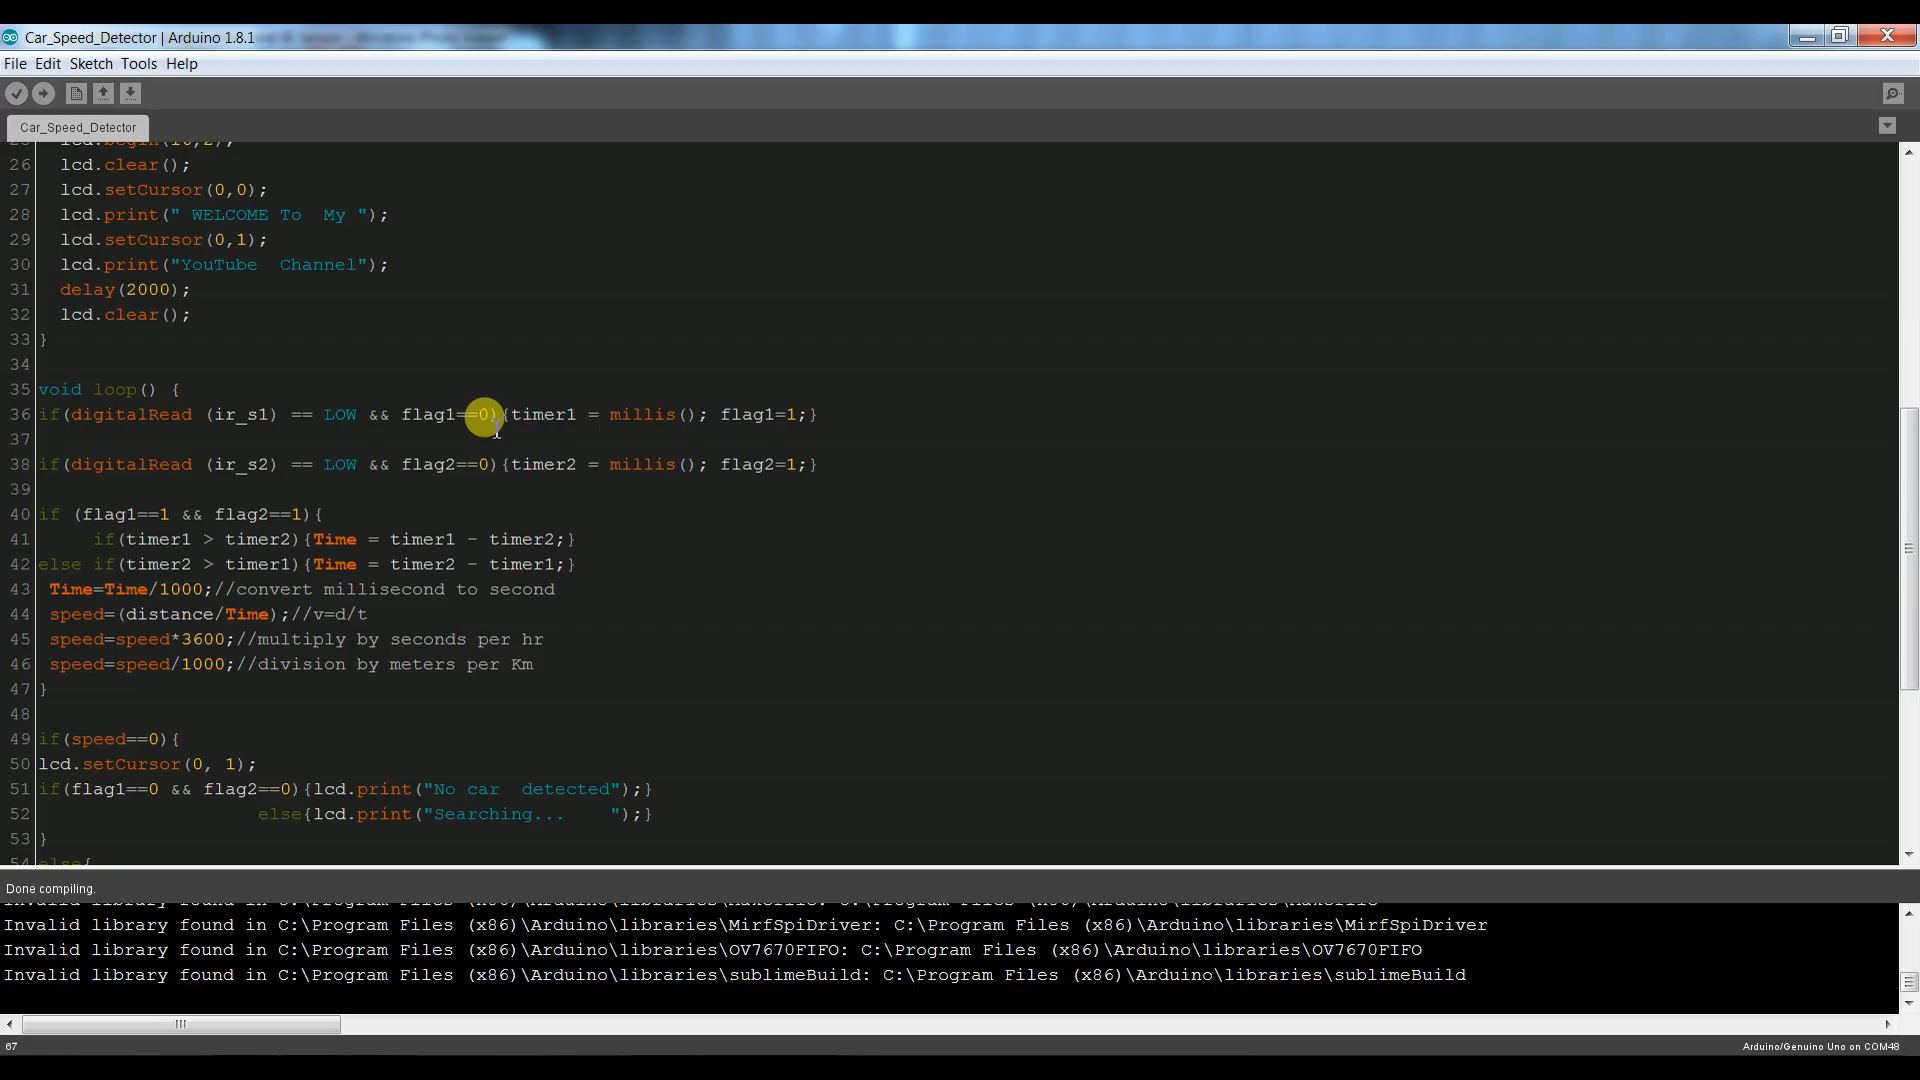 Car_Speed_Detector | Arduino 1.8.1
File Edit Sketch Tools Help
Car_Speed_Detector
26 lcd.clear();
27 lcd.setCursor(0,0);
28 lcd.print(" WELCOME To  My ");
29 lcd.setCursor(0,1);
30 lcd.print("YouTube  Channel");
31 delay(2000);
32 lcd.clear();
33 }
34
35 void loop() {
36 if(digitalRead (ir_s1) == LOW && flag1==0){timer1 = millis(); flag1=1;}
37
38 if(digitalRead (ir_s2) == LOW && flag2==0){timer2 = millis(); flag2=1;}
39
40 if (flag1==1 && flag2==1){
41 if(timer1 > timer2){Time = timer1 - timer2;}
42 else if(timer2 > timer1){Time = timer2 - timer1;}
43 Time=Time/1000;//convert millisecond to second
44 speed=(distance/Time);//v=d/t
45 speed=speed*3600;//multiply by seconds per hr
46 speed=speed/1000;//division by meters per Km
47 }
48
49 if(speed==0){
50 lcd.setCursor(0, 1);
51 if(flag1==0 && flag2==0){lcd.print("No car  detected");}
52 else{lcd.print("Searching...    ");}
53 }
54 else{
Done compiling.
Invalid library found in C:\Program Files (x86)\Arduino\libraries\MirfSpiDriver: C:\Program Files (x86)\Arduino\libraries\MirfSpiDriver
Invalid library found in C:\Program Files (x86)\Arduino\libraries\OV7670FIFO: C:\Program Files (x86)\Arduino\libraries\OV7670FIFO
Invalid library found in C:\Program Files (x86)\Arduino\libraries\sublimeBuild: C:\Program Files (x86)\Arduino\libraries\sublimeBuild
67
Arduino/Genuino Uno on COM48